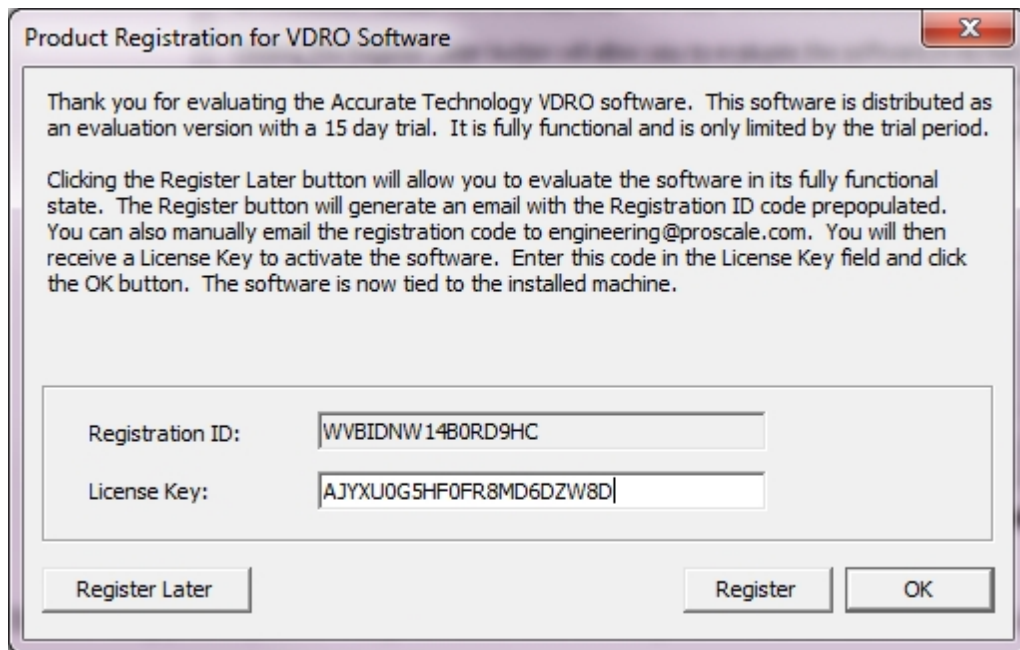 Product Registration for VDRO Software
Thank you for evaluating the Accurate Technology VDRO software. This software is distributed as
an evaluation version with a 15 day trial. It is fully functional and is only limited by the trial period.
Clicking the Register Later button will allow you to evaluate the software in its fully functional
state. The Register button will generate an email with the Registration ID code prepopulated.
You can also manually email the registration code to engineering@proscale.com. You will then
receive a License Key to activate the software. Enter this code in the License Key field and click
the OK button. The software is now tied to the installed machine.
Registration ID: WVBIDNW14B0RD9HC
License Key: AJYXU0G5HF0FR8MD6DZW8D
Register Later Register OK